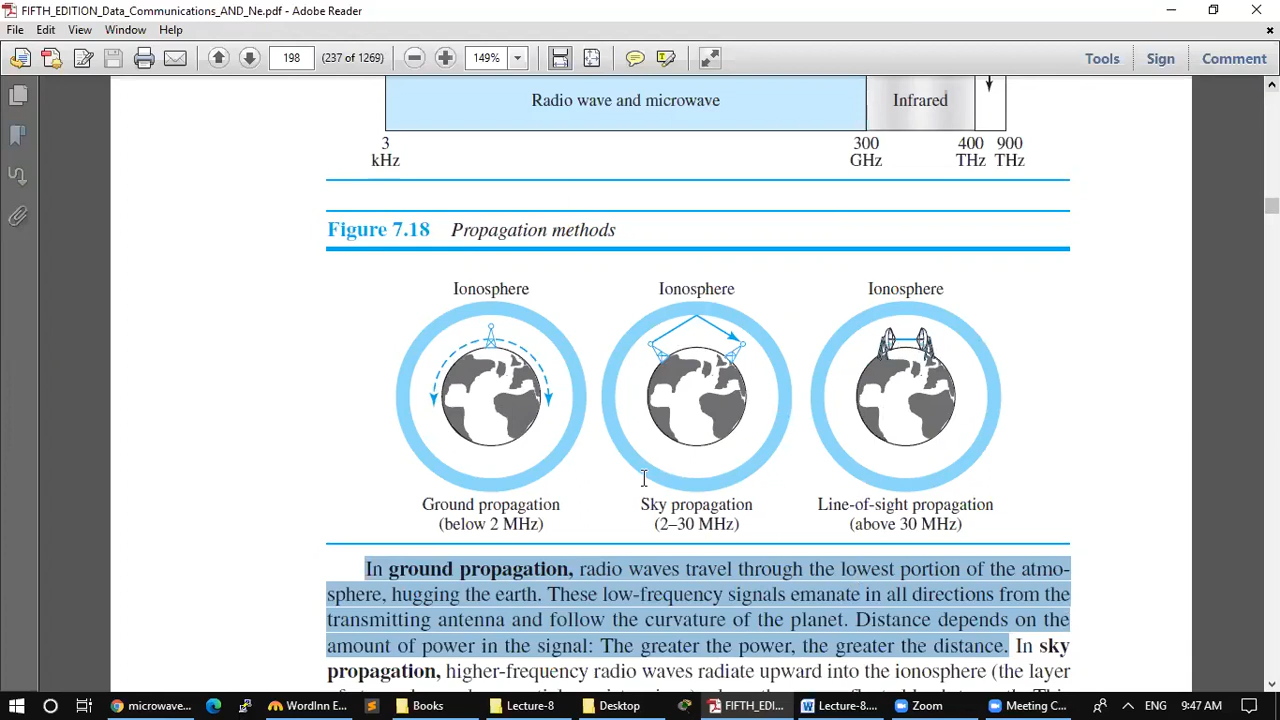 FIFTH_EDITION_Data_Communications_AND_Ne.pdf - Adobe Reader
File Edit View Window Help
198 (237 of 1269) 149% Tools Sign Comment
Radio wave and microwave Infrared
3 300 400 900
kHz GHz THz THz
Figure 7.18 Propagation methods
Ionosphere Ionosphere Ionosphere
Ground propagation Sky propagation Line-of-sight propagation
(below 2 MHz) (2–30 MHz) (above 30 MHz)
In ground propagation, radio waves travel through the lowest portion of the atmo-
sphere, hugging the earth. These low-frequency signals emanate in all directions from the
transmitting antenna and follow the curvature of the planet. Distance depends on the
amount of power in the signal: The greater the power, the greater the distance. In sky
propagation, higher-frequency radio waves radiate upward into the ionosphere (the layer
microwave... WordInn E... Books Lecture-8 Desktop FIFTH_EDI... Lecture-8.... Zoom Meeting C... ENG 9:47 AM